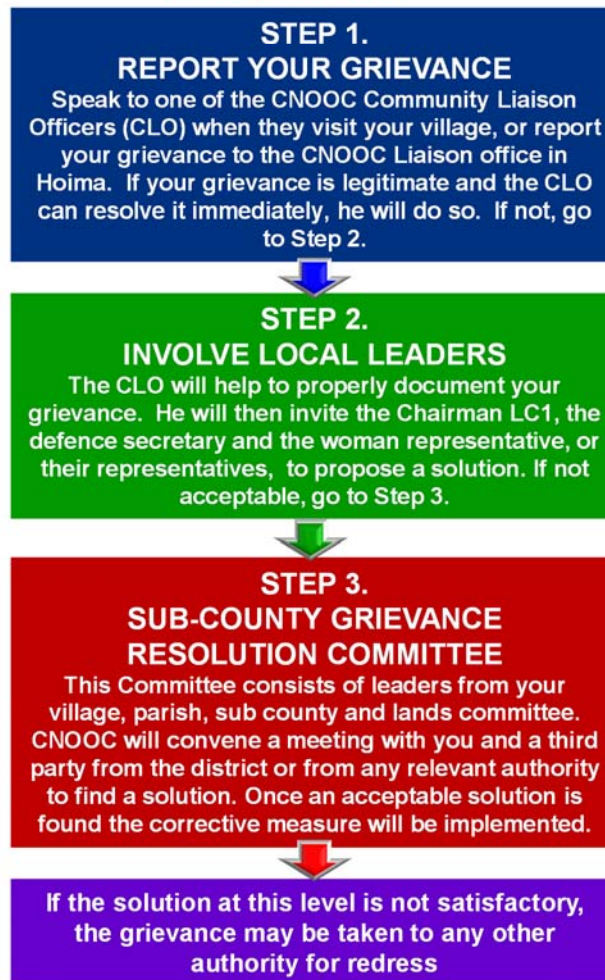 STEP 1.
REPORT YOUR GRIEVANCE
Speak to one of the CNOOC Community Liaison
Officers (CLO) when they visit your village, or report
your grievance to the CNOOC Liaison office in
Hoima. If your grievance is legitimate and the CLO
can resolve it immediately, he will do so. If not, go
to Step 2.
STEP 2.
INVOLVE LOCAL LEADERS
The CLO will help to properly document your
grievance. He will then invite the Chairman LC1, the
defence secretary and the woman representative, or
their representatives, to propose a solution. If not
acceptable, go to Step 3.
STEP 3.
SUB-COUNTY GRIEVANCE
RESOLUTION COMMITTEE
This Committee consists of leaders from your
village, parish, sub county and lands committee.
CNOOC will convene a meeting with you and a third
party from the district or from any relevant authority
to find a solution. Once an acceptable solution is
found the corrective measure will be implemented.
If the solution at this level is not satisfactory,
the grievance may be taken to any other
authority for redress